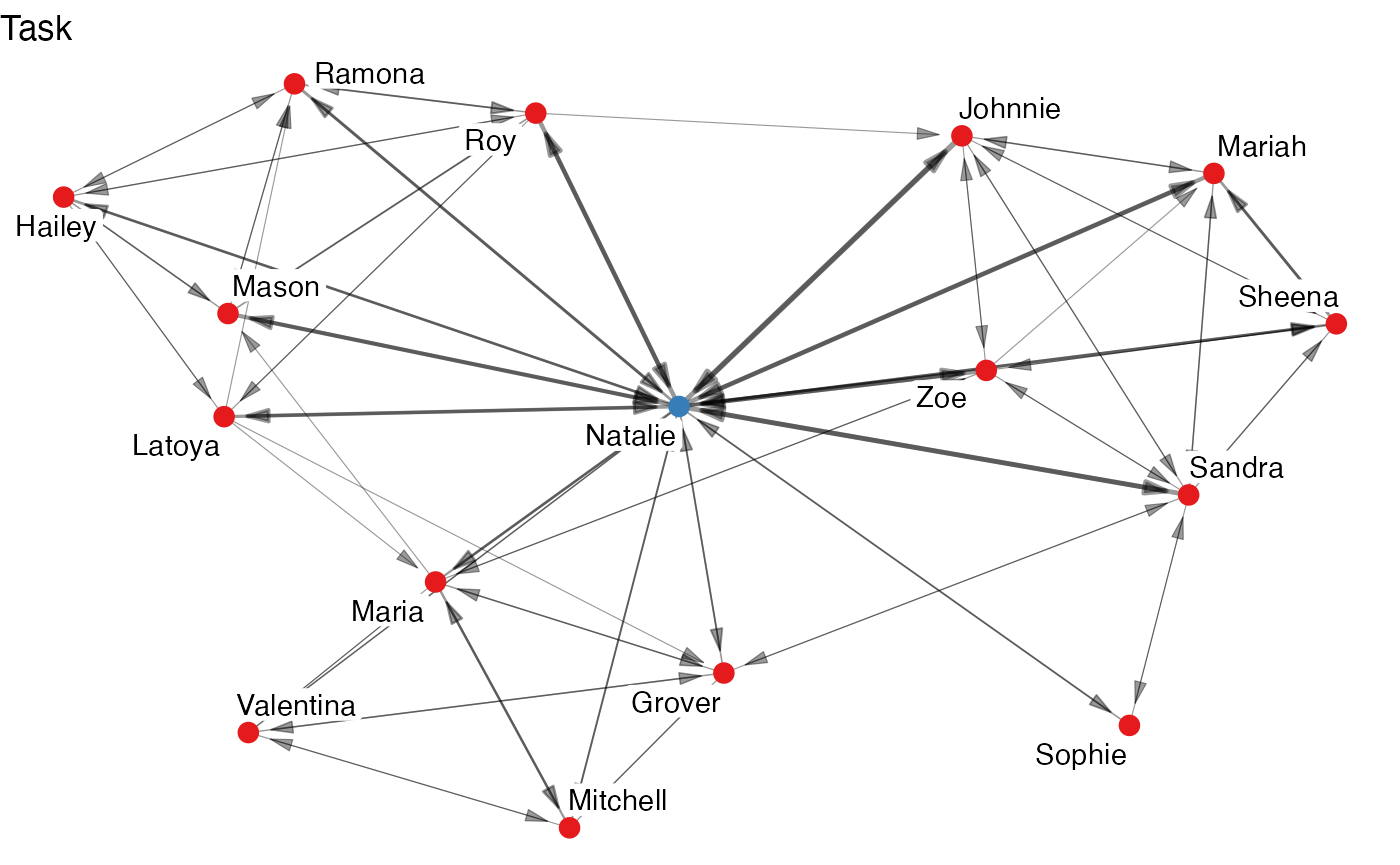 Task
Ramona
Johnnie
Roy
Mariah
Hailey
Mason
Sheena
Zoe
Natalie
Latoya
Sandra
Maria
Valentina
Grover
Sophie
Mitchell